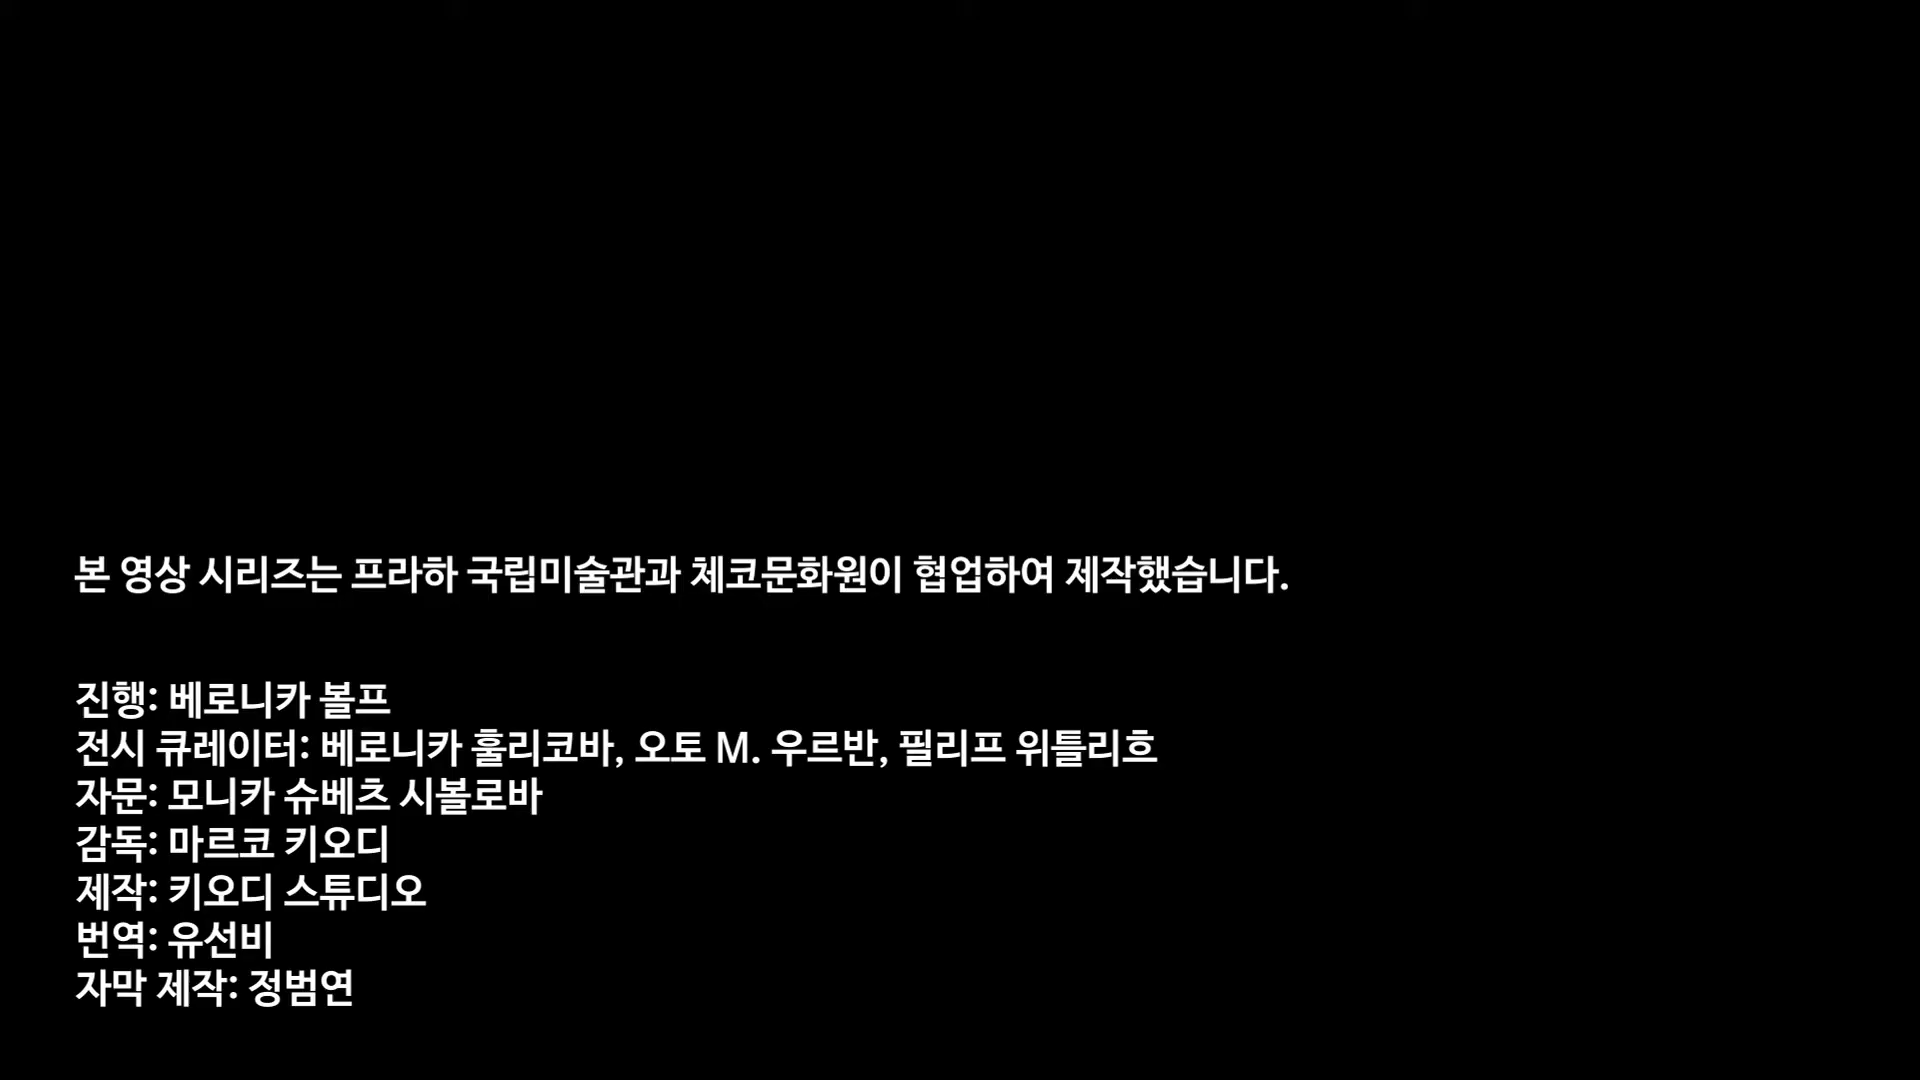 본 영상 시리즈는 프라하 국립미술관과 체코문화원이 협업하여 제작했습니다.
진행: 베로니카 볼프
전시 큐레이터: 베로니카 훌리코바, 오토 M. 우르반, 필리프 위틀리흐
자문: 모니카 슈베츠 시볼로바
감독: 마르코 키오디
제작: 키오디 스튜디오
번역: 유선비
자막 제작: 정범연